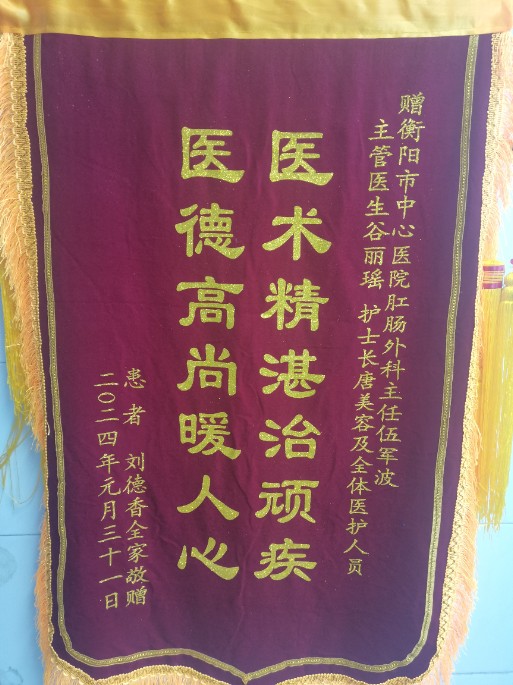 赠衡阳市中心医院肛肠外科主任伍军波
主管医生谷丽瑶 护士长唐美容及全体医护人员
医术精湛治顽疾
医德高尚暖人心
患者 刘德香全家敬赠
二〇二四年元月三十一日